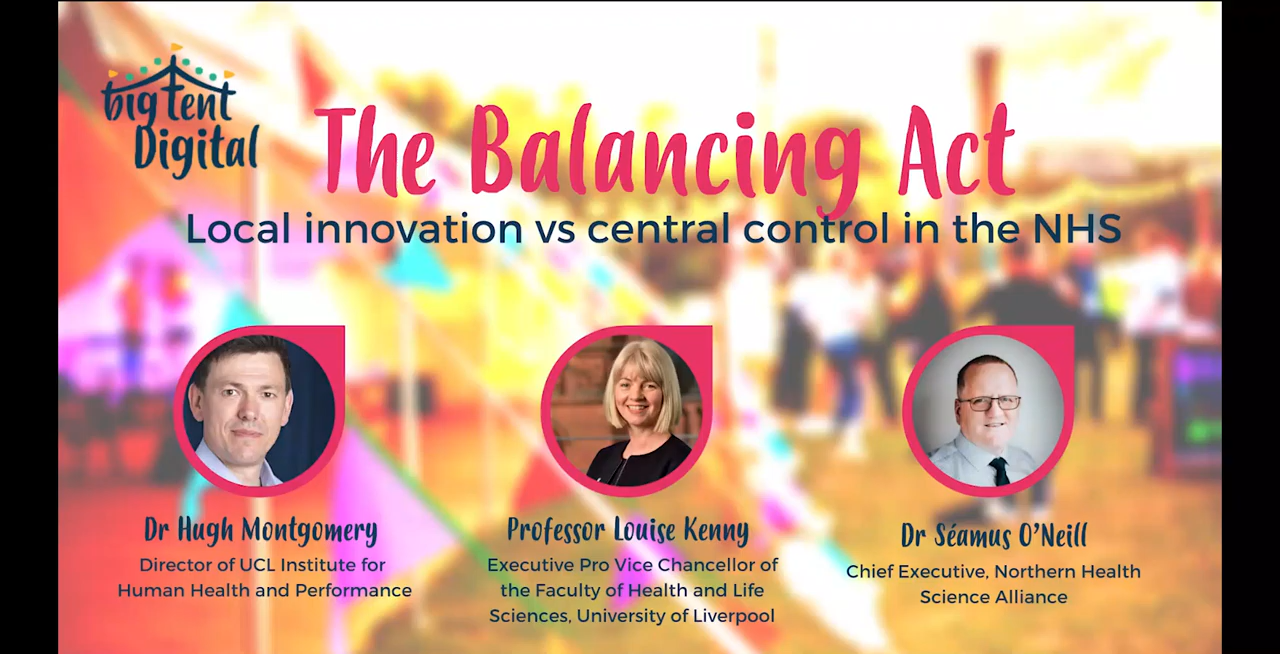 big tent
Digital
The Balancing Act
Local innovation vs central control in the NHS
Dr Hugh Montgomery
Director of UCL Institute for
Human Health and Performance
Professor Louise Kenny
Executive Pro Vice Chancellor of
the Faculty of Health and Life
Sciences, University of Liverpool
Dr Séamus O'Neill
Chief Executive, Northern Health
Science Alliance